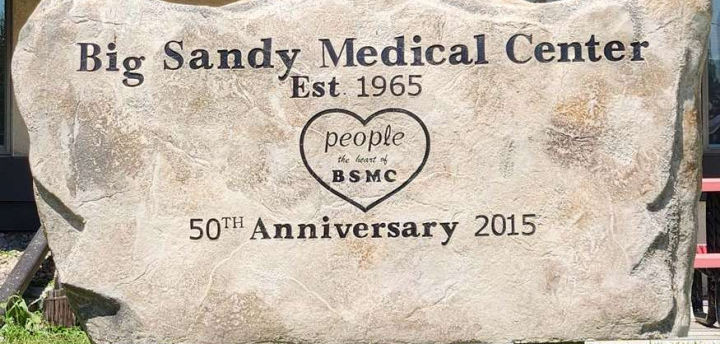 Big Sandy Medical Center
Est. 1965
people
the heart of
BSMC
50TH Anniversary 2015